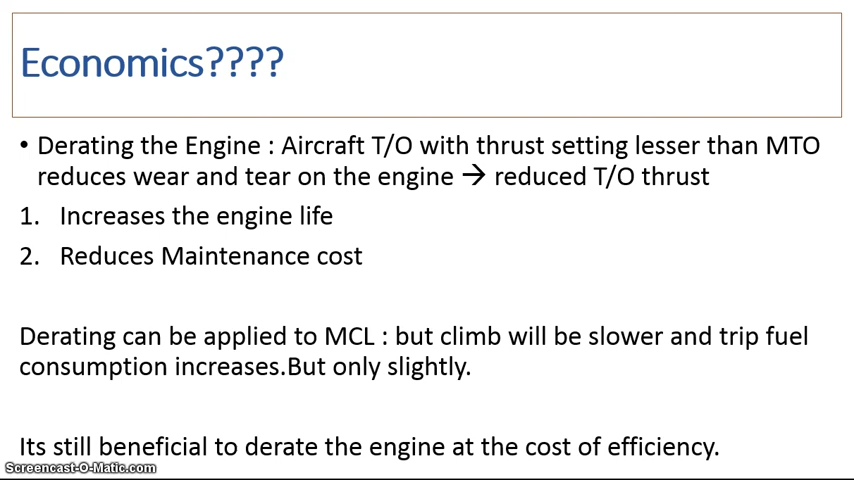 Economics????
• Derating the Engine : Aircraft T/O with thrust setting lesser than MTO
reduces wear and tear on the engine → reduced T/O thrust
1. Increases the engine life
2. Reduces Maintenance cost
Derating can be applied to MCL : but climb will be slower and trip fuel
consumption increases.But only slightly.
Its still beneficial to derate the engine at the cost of efficiency.
Screencast-O-Matic.com